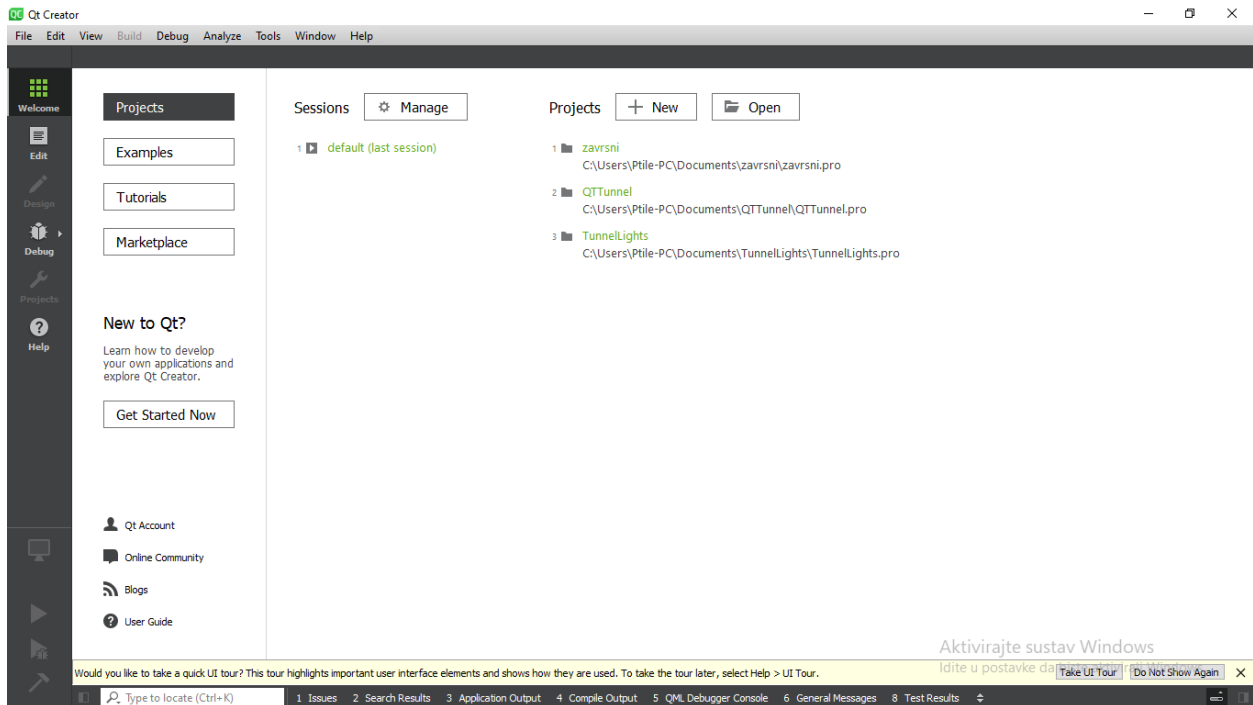 Qt Creator
File Edit View Build Debug Analyze Tools Window Help
Welcome
Edit
Design
Debug
Projects
Help
Projects
Examples
Tutorials
Marketplace
New to Qt?
Learn how to develop
your own applications and
explore Qt Creator.
Get Started Now
Qt Account
Online Community
Blogs
User Guide
Sessions Manage
1 default (last session)
Projects New Open
1 zavrsni
C:\Users\Ptile-PC\Documents\zavrsni\zavrsni.pro
2 QTTunnel
C:\Users\Ptile-PC\Documents\QTTunnel\QTTunnel.pro
3 TunnelLights
C:\Users\Ptile-PC\Documents\TunnelLights\TunnelLights.pro
Aktivirajte sustav Windows
Idite u postavke da
Would you like to take a quick UI tour? This tour highlights important user interface elements and shows how they are used. To take the tour later, select Help > UI Tour. Take UI Tour Do Not Show Again
Type to locate (Ctrl+K) 1 Issues 2 Search Results 3 Application Output 4 Compile Output 5 QML Debugger Console 6 General Messages 8 Test Results